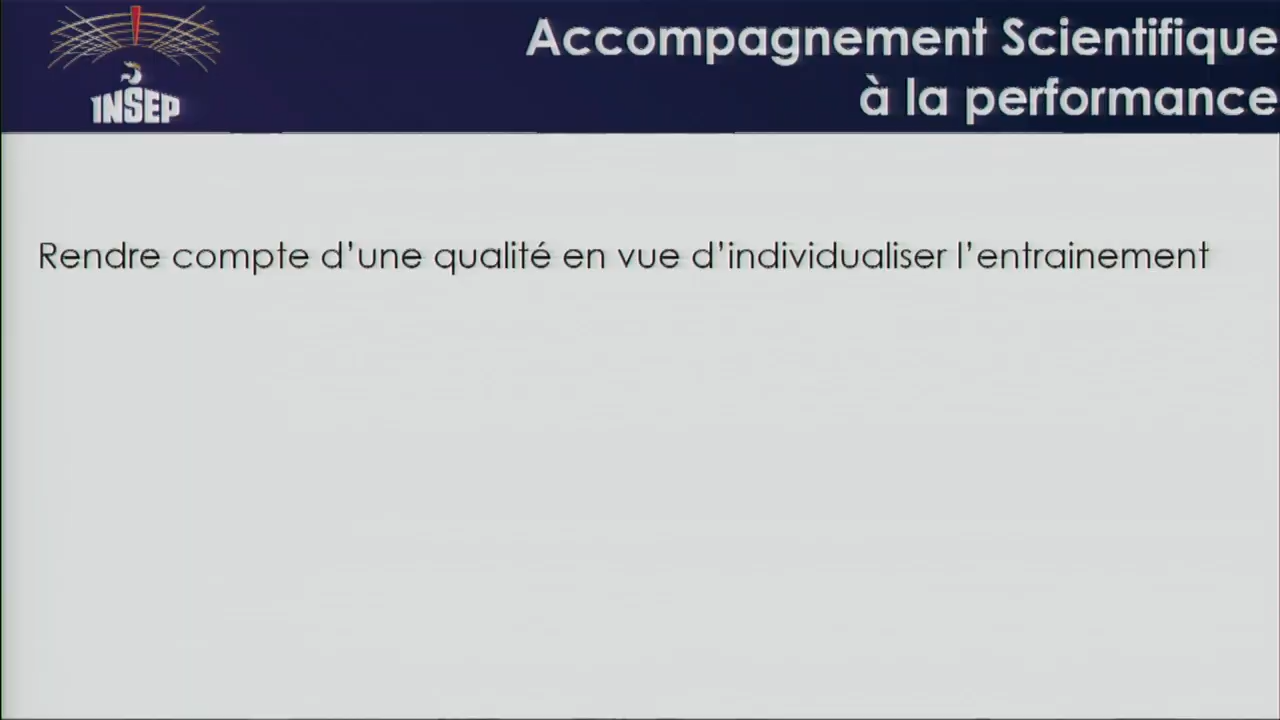 INSEP
Accompagnement Scientifique
à la performance
Rendre compte d’une qualité en vue d’individualiser l’entrainement